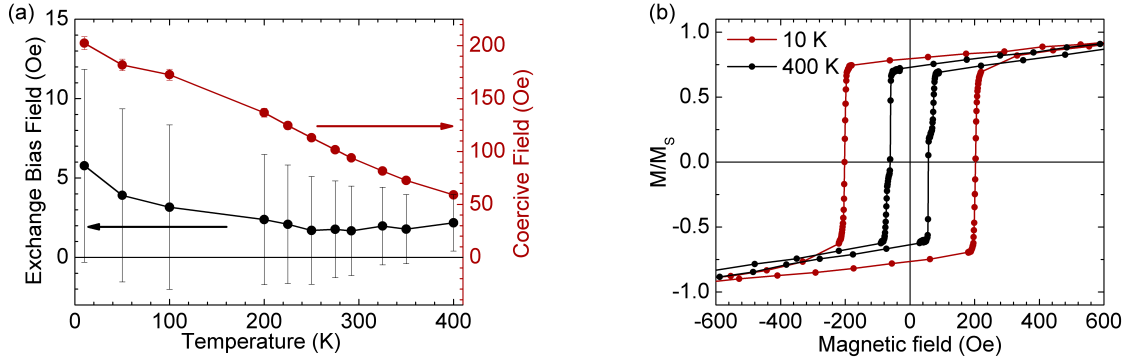 (a)
15
10
5
0
Exchange Bias Field (Oe)
200
150
100
50
0
Coercive Field (Oe)
0 100 200 300 400
Temperature (K)
(b)
10 K
400 K
1.0
0.5
0.0
-0.5
-1.0
M/M_S
-600 -400 -200 0 200 400 600
Magnetic field (Oe)